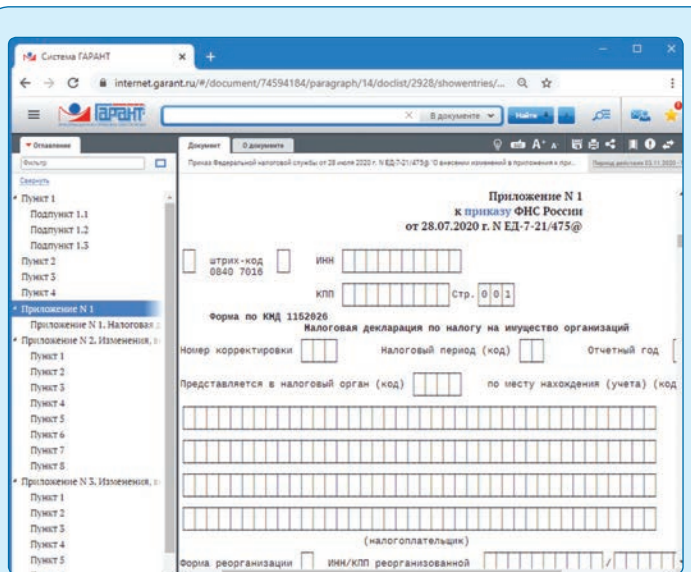 Система ГАРАНТ
internet.garant.ru/#/document/74594184/paragraph/14/doclist/2928/showentries/...
ГАРАНТ
В документе
Найти
Оглавление
Фильтр
Свернуть
Пункт 1
Подпункт 1.1
Подпункт 1.2
Подпункт 1.3
Пункт 2
Пункт 3
Пункт 4
Приложение N 1
Приложение N 1. Налоговая
Приложение N 2. Изменения,
Пункт 1
Пункт 2
Пункт 3
Пункт 4
Пункт 5
Пункт 6
Пункт 7
Пункт 8
Приложение N 3. Изменения,
Пункт 1
Пункт 2
Пункт 3
Пункт 4
Пункт 5
Документ
О документе
Приказ Федеральной налоговой службы от 28 июля 2020 г. N ЕД-7-21/475@ "О внесении изменений в приложения к при...
Период действия 03.11.2020
Приложение N 1
к приказу ФНС России
от 28.07.2020 г. N ЕД-7-21/475@
штрих-код
0840 7016
ИНН
КПП
Стр. 0 0 1
Форма по КНД 1152026
Налоговая декларация по налогу на имущество организаций
Номер корректировки
Налоговый период (код)
Отчетный год
Представляется в налоговый орган (код)
по месту нахождения (учета) (код
(налогоплательщик)
Форма реорганизации
ИНН/КПП реорганизованной
/